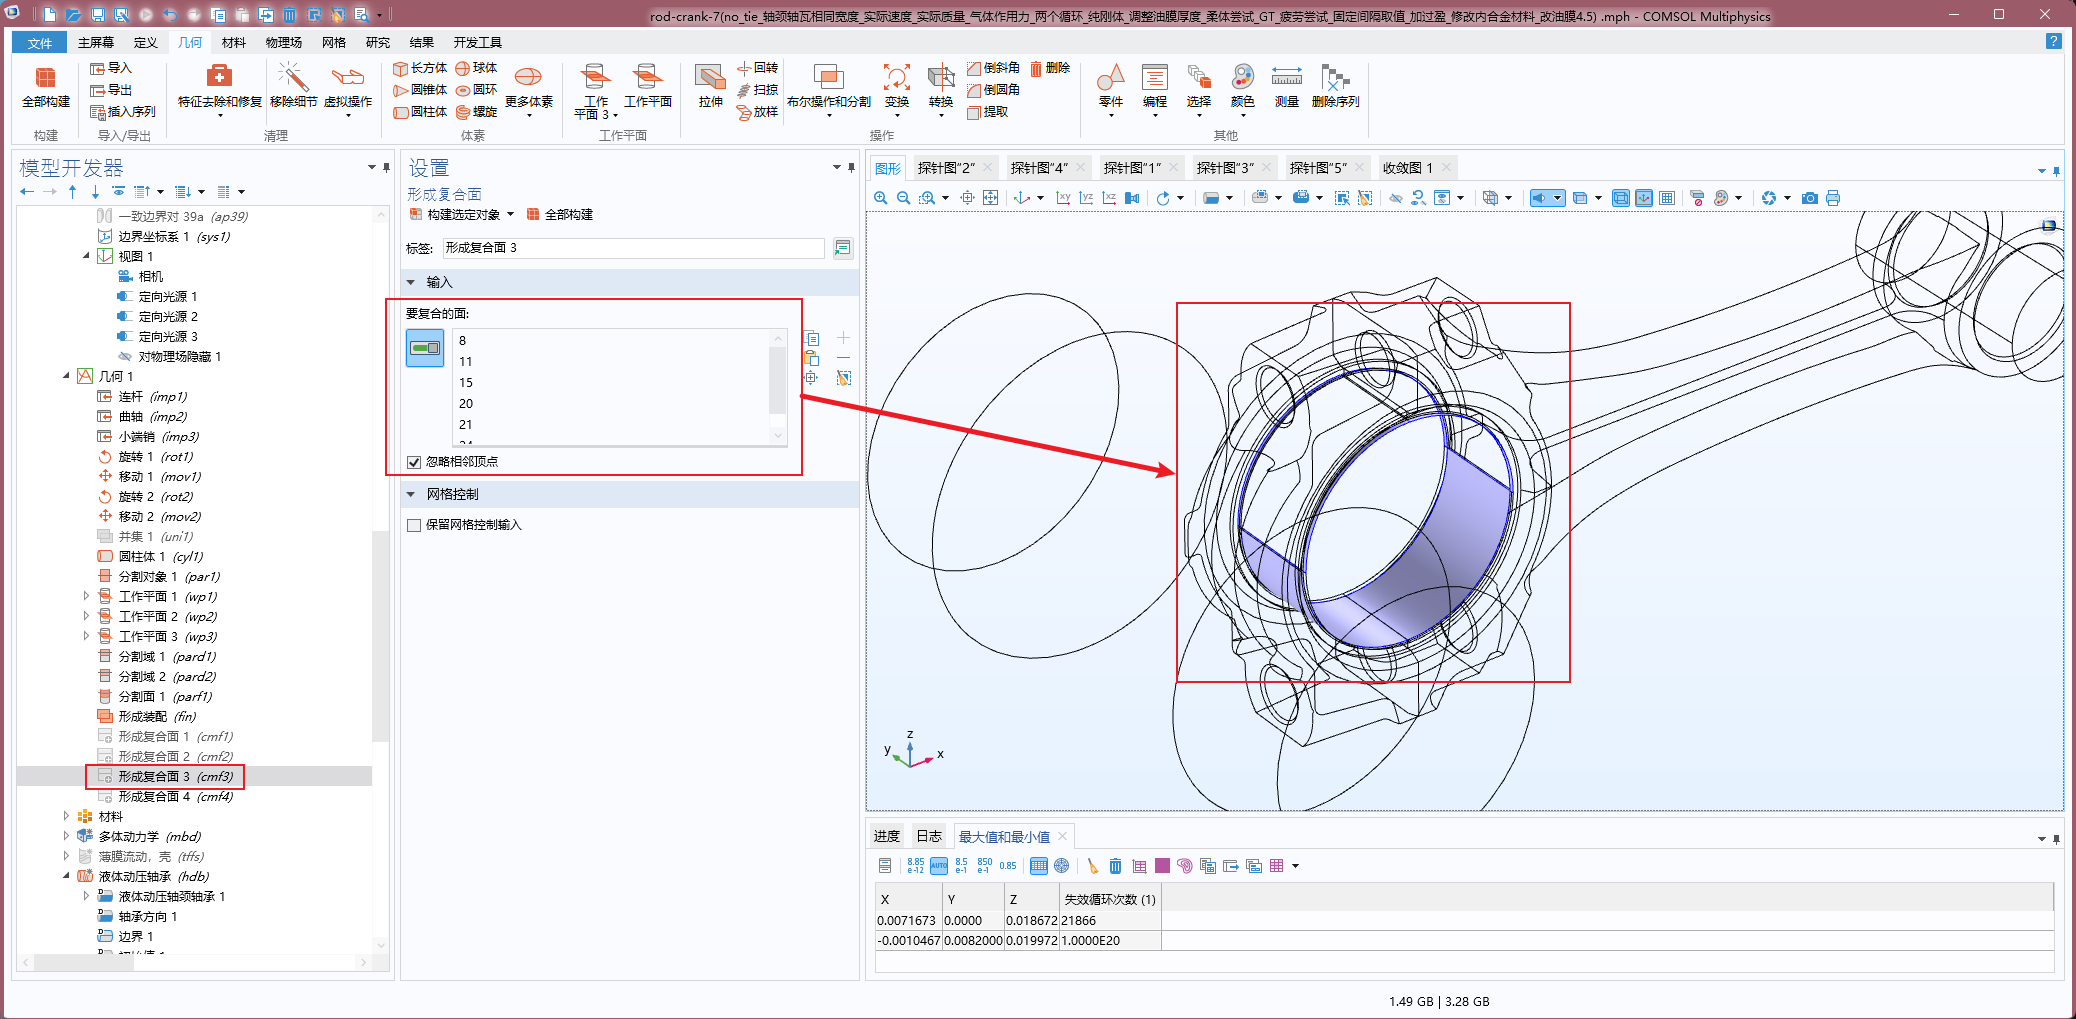 rod-crank-7(no_tie_轴颈轴瓦相同宽度_实际速度_实际质量_气体作用力_两个循环_纯刚体_调整油膜厚度_柔体尝试_GT_疲劳尝试_固定间隔取值_加过盈_修改内合金材料_改油膜4.5) .mph - COMSOL Multiphysics
文件 主屏幕 定义 几何 材料 物理场 网格 研究 结果 开发工具
全部构建
构建
导入
导出
插入序列
导入/导出
特征去除和修复 移除细节 虚拟操作
清理
长方体 球体
圆锥体 圆环
圆柱体 螺旋
更多体素
体素
工作
平面 3
工作平面
工作平面
拉伸
回转
扫掠
放样
布尔操作和分割 变换 转换
倒斜角 删除
倒圆角
提取
操作
零件 编程 选择 颜色 测量 删除序列
其他
模型开发器
一致边界对 39a (ap39)
边界坐标系 1 (sys1)
视图 1
相机
定向光源 1
定向光源 2
定向光源 3
对物理场隐藏 1
几何 1
连杆 (imp1)
曲轴 (imp2)
小端销 (imp3)
旋转 1 (rot1)
移动 1 (mov1)
旋转 2 (rot2)
移动 2 (mov2)
并集 1 (uni1)
圆柱体 1 (cyl1)
分割对象 1 (par1)
工作平面 1 (wp1)
工作平面 2 (wp2)
工作平面 3 (wp3)
分割域 1 (pard1)
分割域 2 (pard2)
分割面 1 (parf1)
形成装配 (fin)
形成复合面 1 (cmf1)
形成复合面 2 (cmf2)
形成复合面 3 (cmf3)
形成复合面 4 (cmf4)
材料
多体动力学 (mbd)
薄膜流动, 壳 (tffs)
液体动压轴承 (hdb)
液体动压轴颈轴承 1
轴承方向 1
边界 1
设置
形成复合面
构建选定对象 全部构建
标签: 形成复合面 3
输入
要复合的面:
8
11
15
20
21
24
忽略相邻顶点
网格控制
保留网格控制输入
图形 探针图"2" 探针图"4" 探针图"1" 探针图"3" 探针图"5" 收敛图 1
xy yz xz
z
y
x
进度 日志 最大值和最小值
8.85 e-12 AUTO 8.5 e-1 850 e-1 0.85
X Y Z 失效循环次数 (1)
0.0071673 0.0000 0.018672 21866
-0.0010467 0.0082000 0.019972 1.0000E20
1.49 GB | 3.28 GB